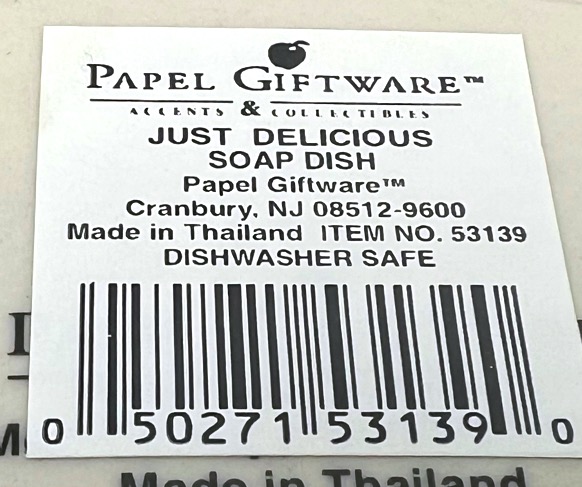 PAPEL GIFTWARE™
ACCENTS & COLLECTIBLES
JUST DELICIOUS
SOAP DISH
Papel Giftware™
Cranbury, NJ 08512-9600
Made in Thailand ITEM NO. 53139
DISHWASHER SAFE
0 50271 53139 0
Made in Thailand